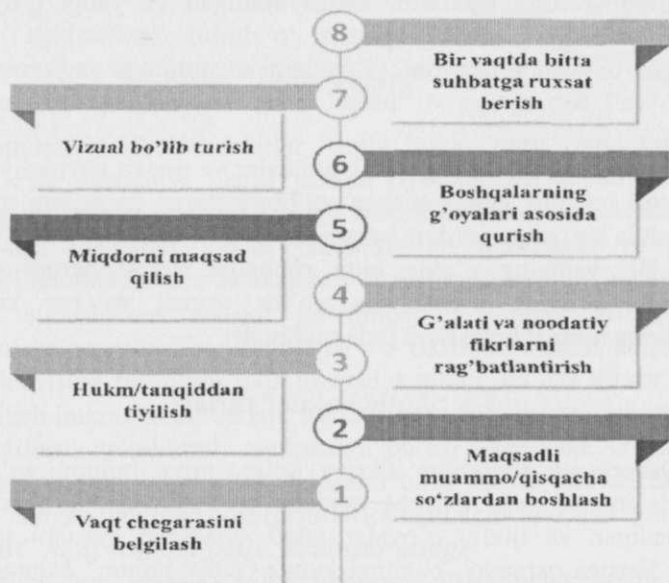 8
Bir vaqtda bitta
suhbatga ruxsat
berish
7
Vizual bo'lib turish
6
Boshqalarning
g'oyalari asosida
qurish
5
Miqdorni maqsad
qilish
4
G'alati va noodatiy
fikrlarni
rag'batlantirish
3
Hukm/tanqiddan
tiyilish
2
Maqsadli
muammo/qisqacha
so‘zlardan boshlash
1
Vaqt chegarasini
belgilash